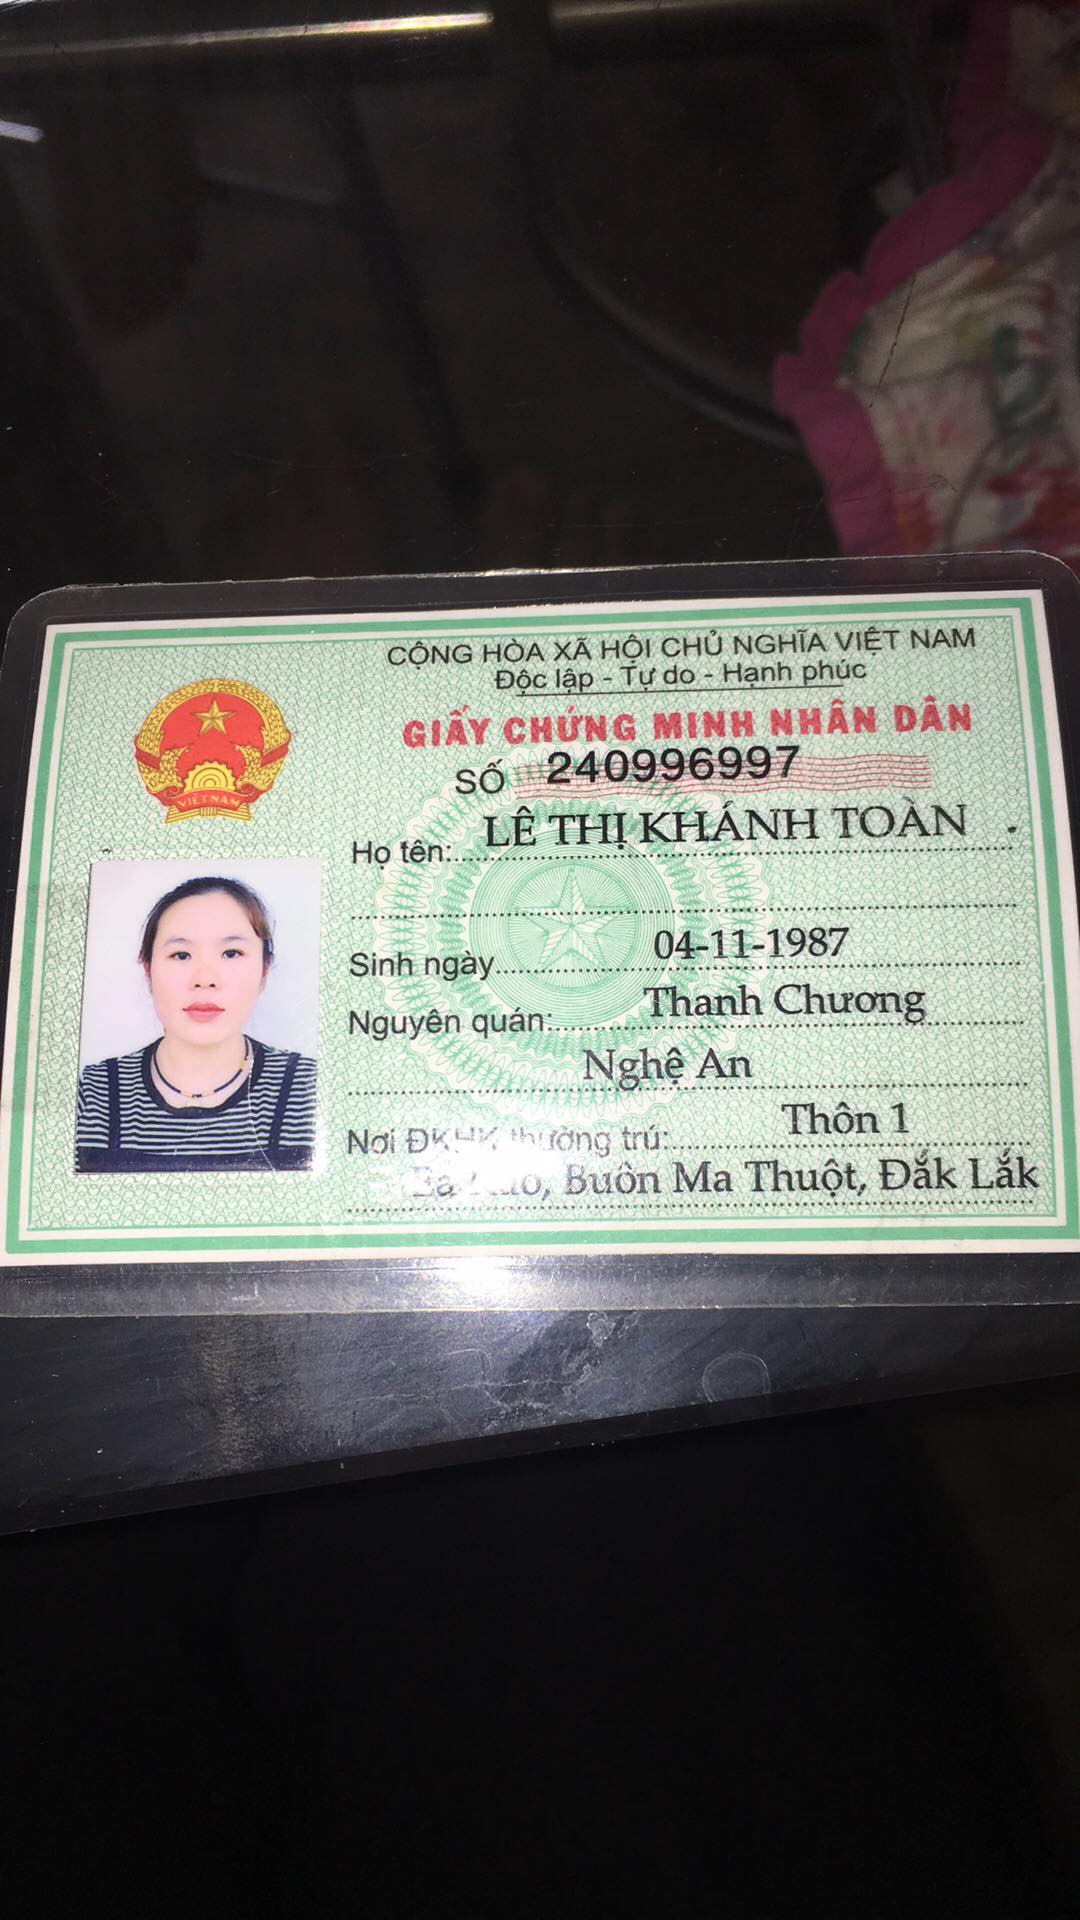 CỘNG HÒA XÃ HỘI CHỦ NGHĨA VIỆT NAM
Độc lập - Tự do - Hạnh phúc
GIẤY CHỨNG MINH NHÂN DÂN
SỐ 240996997
VIỆT NAM
Họ tên: LÊ THỊ KHÁNH TOÀN
Sinh ngày 04-11-1987
Nguyên quán: Thanh Chương
Nghệ An
Nơi ĐKHK thường trú: Thôn 1
Buôn Ma Thuột, Đắk Lắk